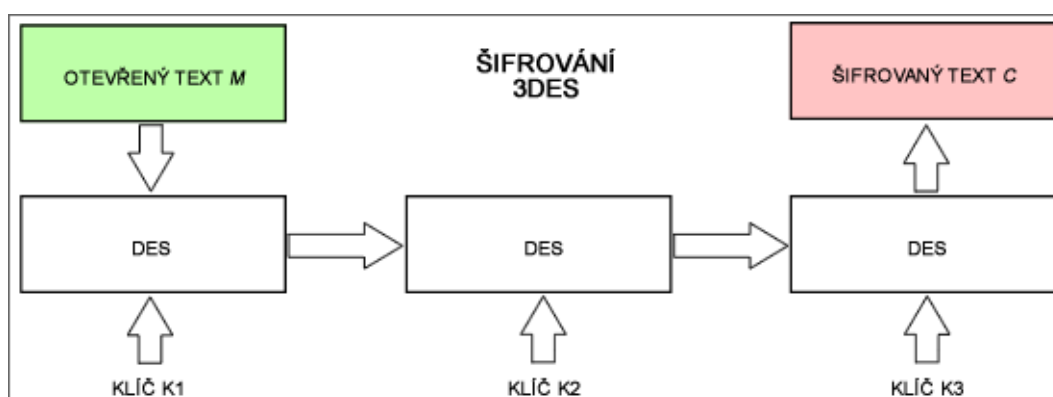 OTEVŘENÝ TEXT M
ŠIFROVÁNÍ
3DES
ŠIFROVANÝ TEXT C
DES
DES
DES
KLÍČ K1
KLÍČ K2
KLÍČ K3